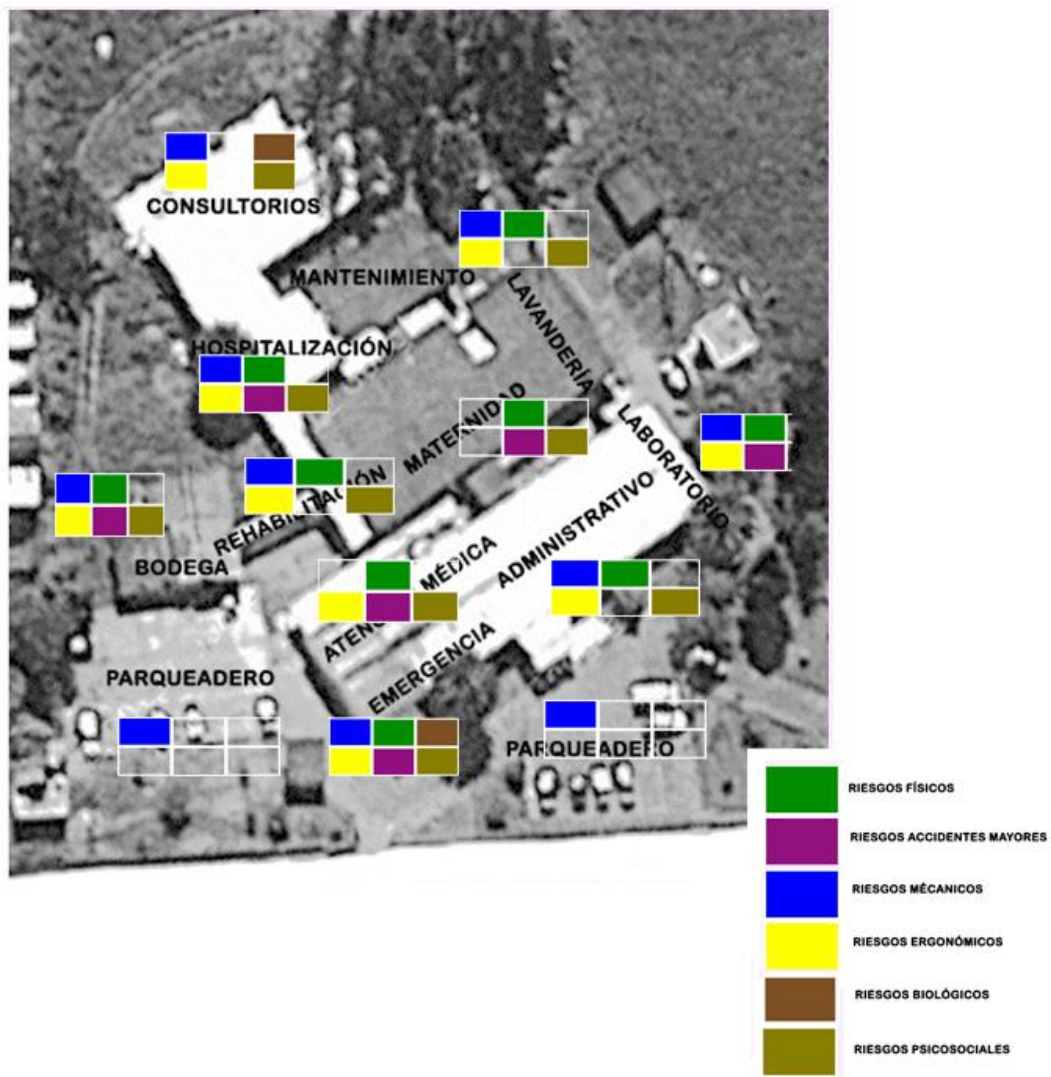 CONSULTORIOS
MANTENIMIENTO
LAVANDERÍA
HOSPITALIZACIÓN
MATERNIDAD
LABORATORIO
REHABILITACIÓN
ADMINISTRATIVO
BODEGA
MÉDICA
EMERGENCIA
PARQUEADERO
PARQUEADERO
RIESGOS FÍSICOS
RIESGOS ACCIDENTES MAYORES
RIESGOS MÉCANICOS
RIESGOS ERGONÓMICOS
RIESGOS BIOLÓGICOS
RIESGOS PSICOSOCIALES